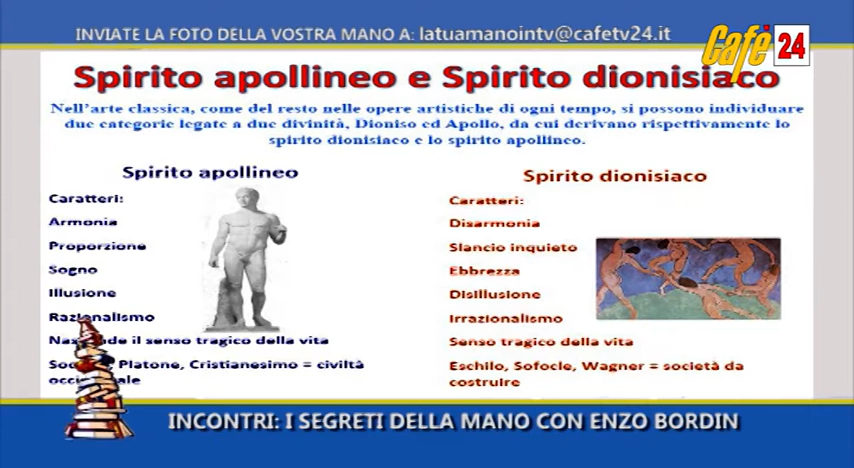 INVIATE LA FOTO DELLA VOSTRA MANO A: latuamanointv@cafetv24.it
Café 24
Spirito apollineo e Spirito dionisiaco
Nell'arte classica, come del resto nelle opere artistiche di ogni tempo, si possono individuare
due categorie legate a due divinità, Dioniso ed Apollo, da cui derivano rispettivamente lo
spirito dionisiaco e lo spirito apollineo.
Spirito apollineo
Caratteri:
Armonia
Proporzione
Sogno
Illusione
Razionalismo
il senso tragico della vita
Platone, Cristianesimo = civiltà
Spirito dionisiaco
Caratteri:
Disarmonia
Slancio inquieto
Ebbrezza
Disillusione
Irrazionalismo
Senso tragico della vita
Eschilo, Sofocle, Wagner = società da
costruire
INCONTRI: I SEGRETI DELLA MANO CON ENZO BORDIN